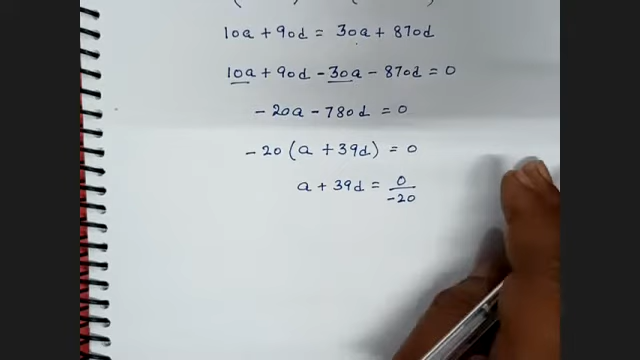 10a + 90d = 30a + 870d
10a + 90d - 30a - 870d = 0
- 20a - 780d = 0
- 20 ( a + 39d ) = 0
a + 39d = 0/-20